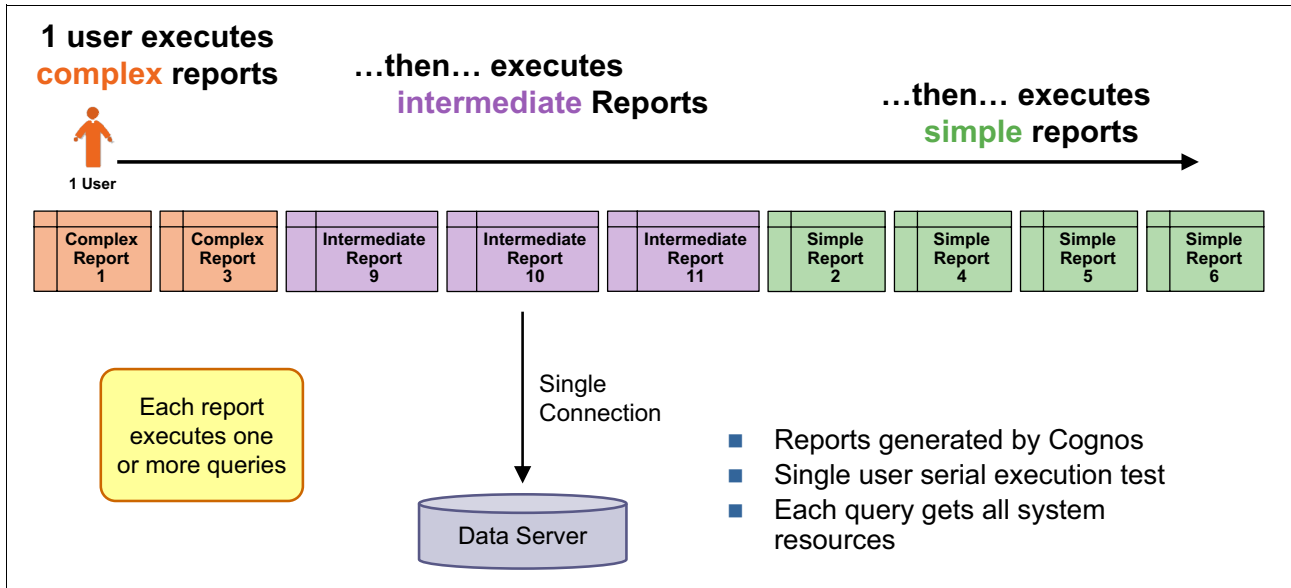 1 user executes
complex reports
…then… executes
intermediate Reports
…then… executes
simple reports
1 User
Complex
Report
1
Complex
Report
3
Intermediate
Report
9
Intermediate
Report
10
Intermediate
Report
11
Simple
Report
2
Simple
Report
4
Simple
Report
5
Simple
Report
6
Each report
executes one
or more queries
Single
Connection
Data Server
Reports generated by Cognos
Single user serial execution test
Each query gets all system
resources